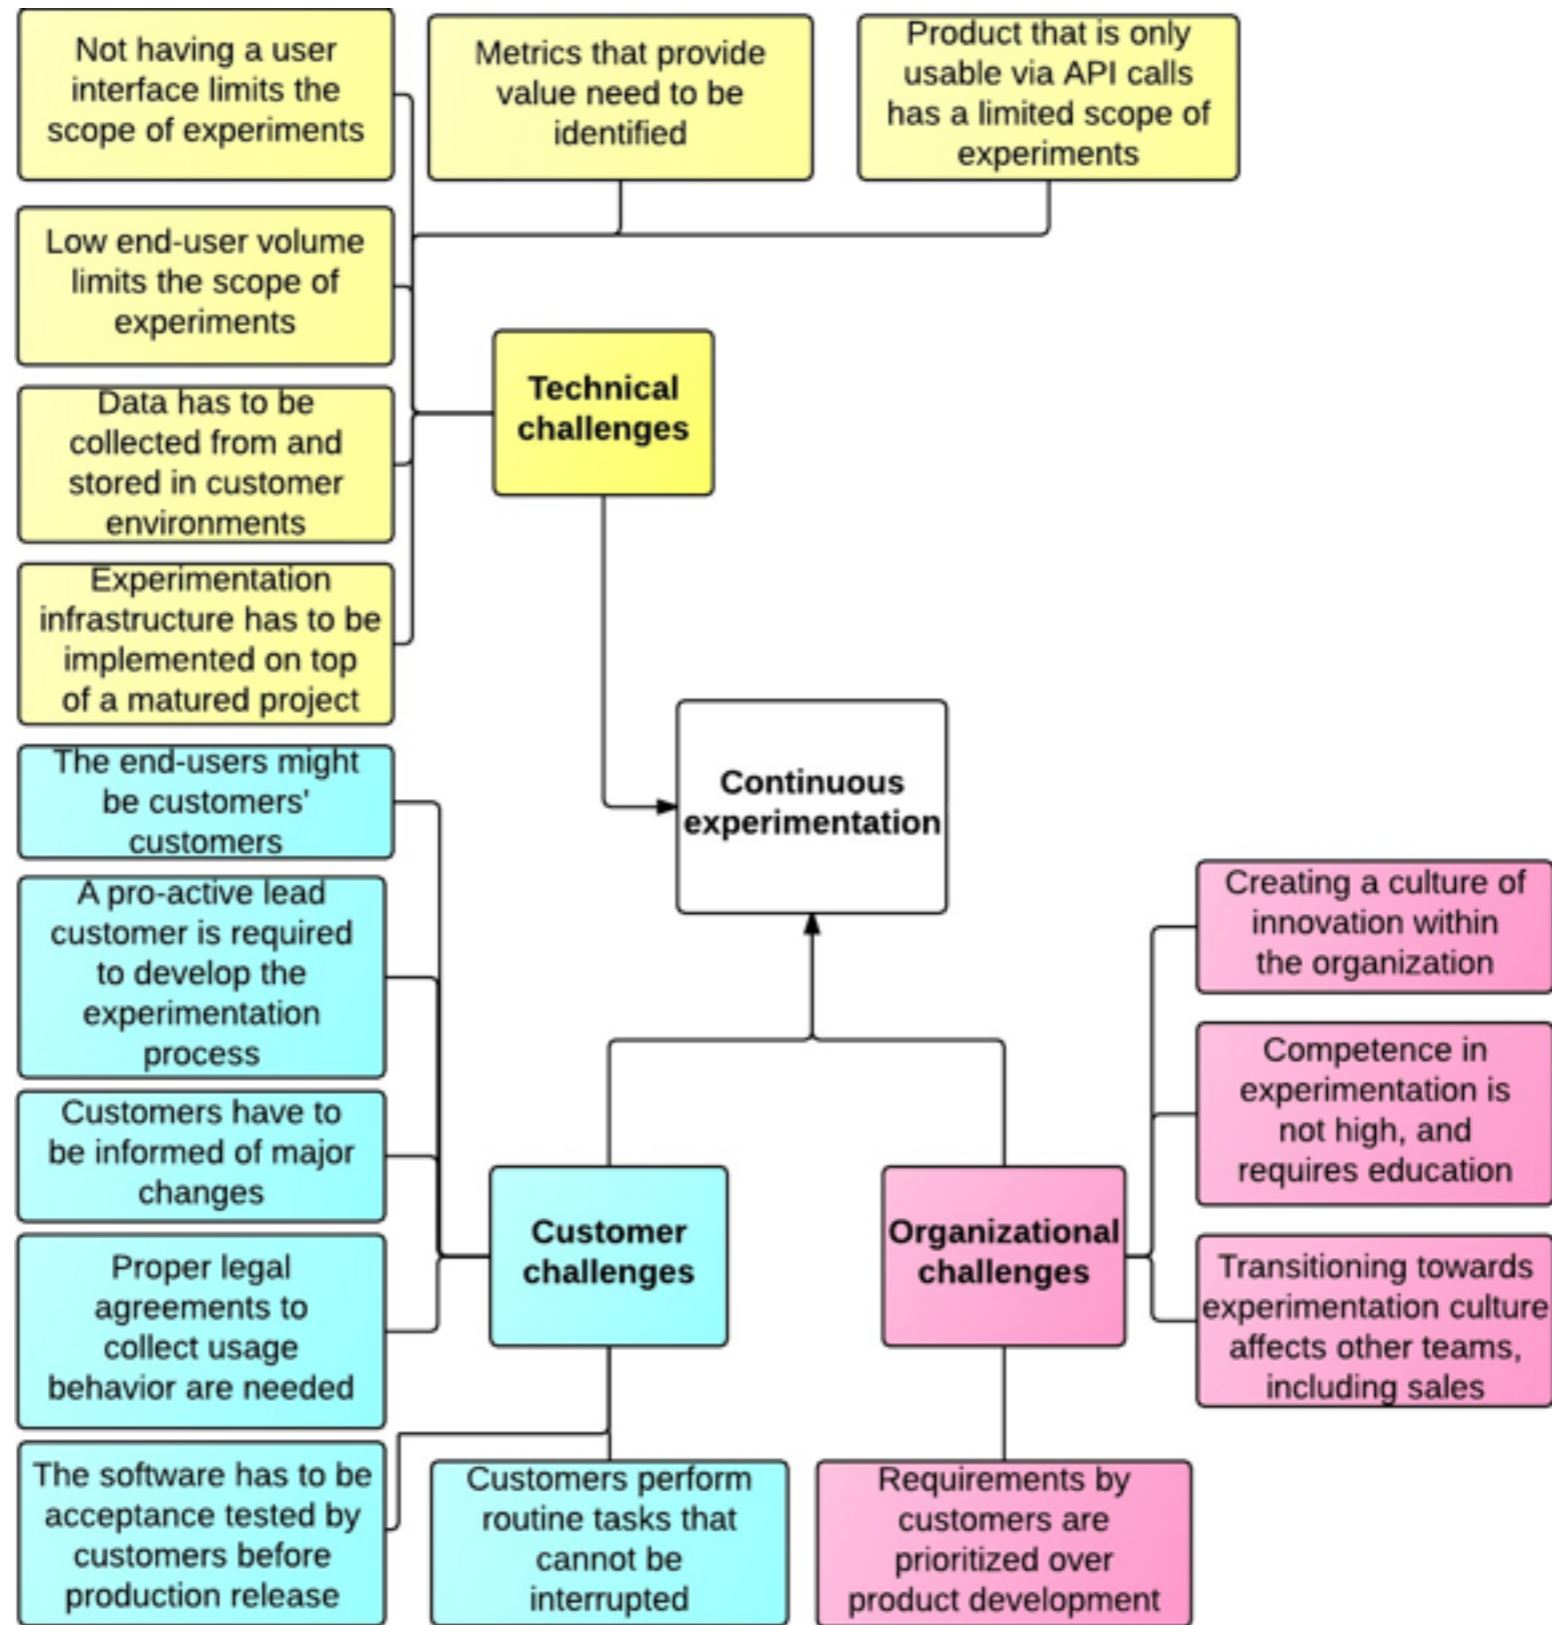 Not having a user
interface limits the
scope of experiments
Metrics that provide
value need to be
identified
Product that is only
usable via API calls
has a limited scope of
experiments
Low end-user volume
limits the scope of
experiments
Technical
challenges
Data has to be
collected from and
stored in customer
environments
Experimentation
infrastructure has to be
implemented on top
of a matured project
The end-users might
be customers'
customers
Continuous
experimentation
A pro-active lead
customer is required
to develop the
experimentation
process
Creating a culture of
innovation within
the organization
Competence in
experimentation is
not high, and
requires education
Customers have to
be informed of major
changes
Customer
challenges
Organizational
challenges
Transitioning towards
experimentation culture
affects other teams,
including sales
Proper legal
agreements to
collect usage
behavior are needed
The software has to be
acceptance tested by
customers before
production release
Customers perform
routine tasks that
cannot be
interrupted
Requirements by
customers are
prioritized over
product development